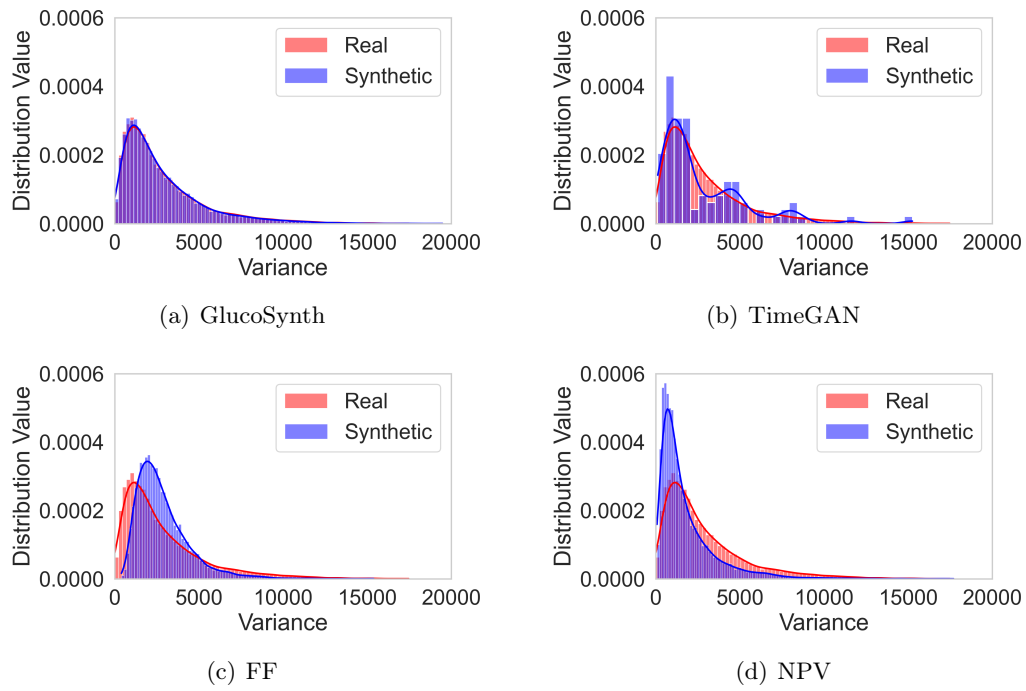 0.0006
0.0004
0.0002
0.0000
Distribution Value
Real
Synthetic
0 5000 10000 15000 20000
Variance
(a) GlucoSynth
0.0006
0.0004
0.0002
0.0000
Distribution Value
Real
Synthetic
0 5000 10000 15000 20000
Variance
(b) TimeGAN
0.0006
0.0004
0.0002
0.0000
Distribution Value
Real
Synthetic
0 5000 10000 15000 20000
Variance
(c) FF
0.0006
0.0004
0.0002
0.0000
Distribution Value
Real
Synthetic
0 5000 10000 15000 20000
Variance
(d) NPV